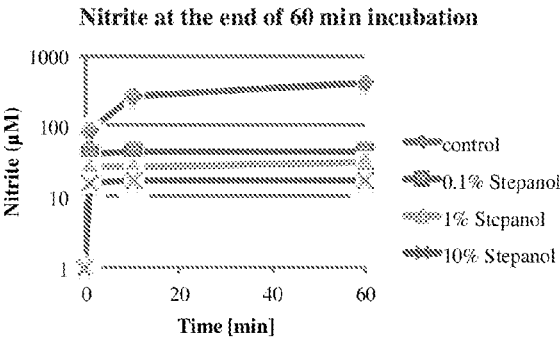 Nitrite at the end of 60 min incubation
Nitrite (µM)
1000
100
10
1
0
20
40
60
Time [min]
control
0.1% Stepanol
1% Stepanol
10% Stepanol